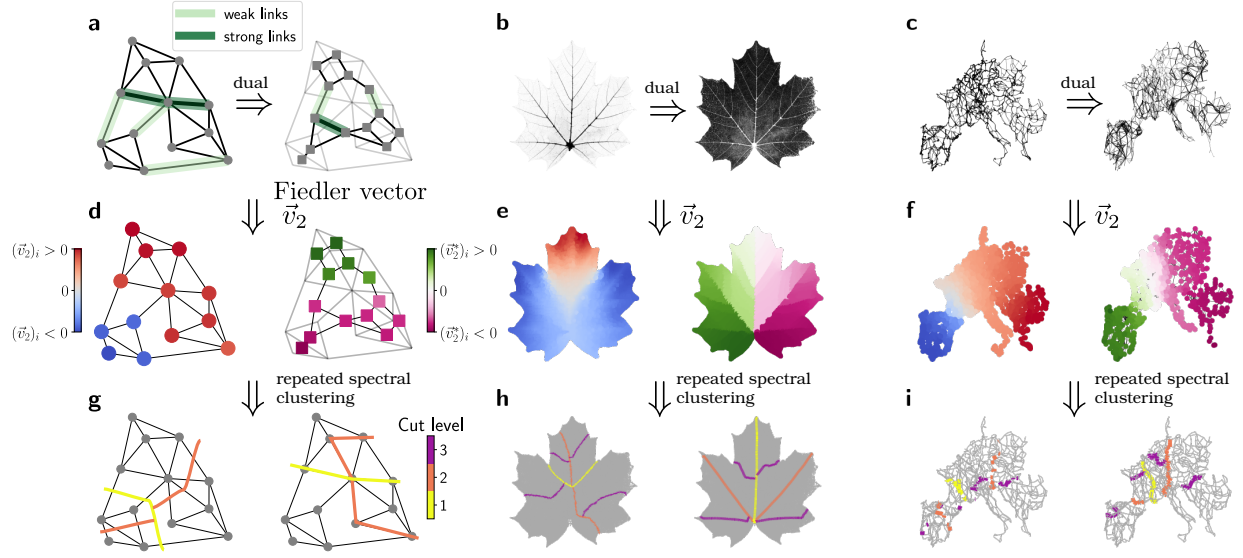 a
weak links
strong links
dual
⇒
b
dual
⇒
c
dual
⇒
Fiedler vector
d
⇓ v⃗₂
e
⇓ v⃗₂
f
⇓ v⃗₂
(v⃗₂)ᵢ > 0
0
(v⃗₂)ᵢ < 0
(v⃗₂*)ᵢ > 0
0
(v⃗₂*)ᵢ < 0
g
⇓ repeated spectral
clustering
h
⇓ repeated spectral
clustering
i
⇓ repeated spectral
clustering
Cut level
3
2
1